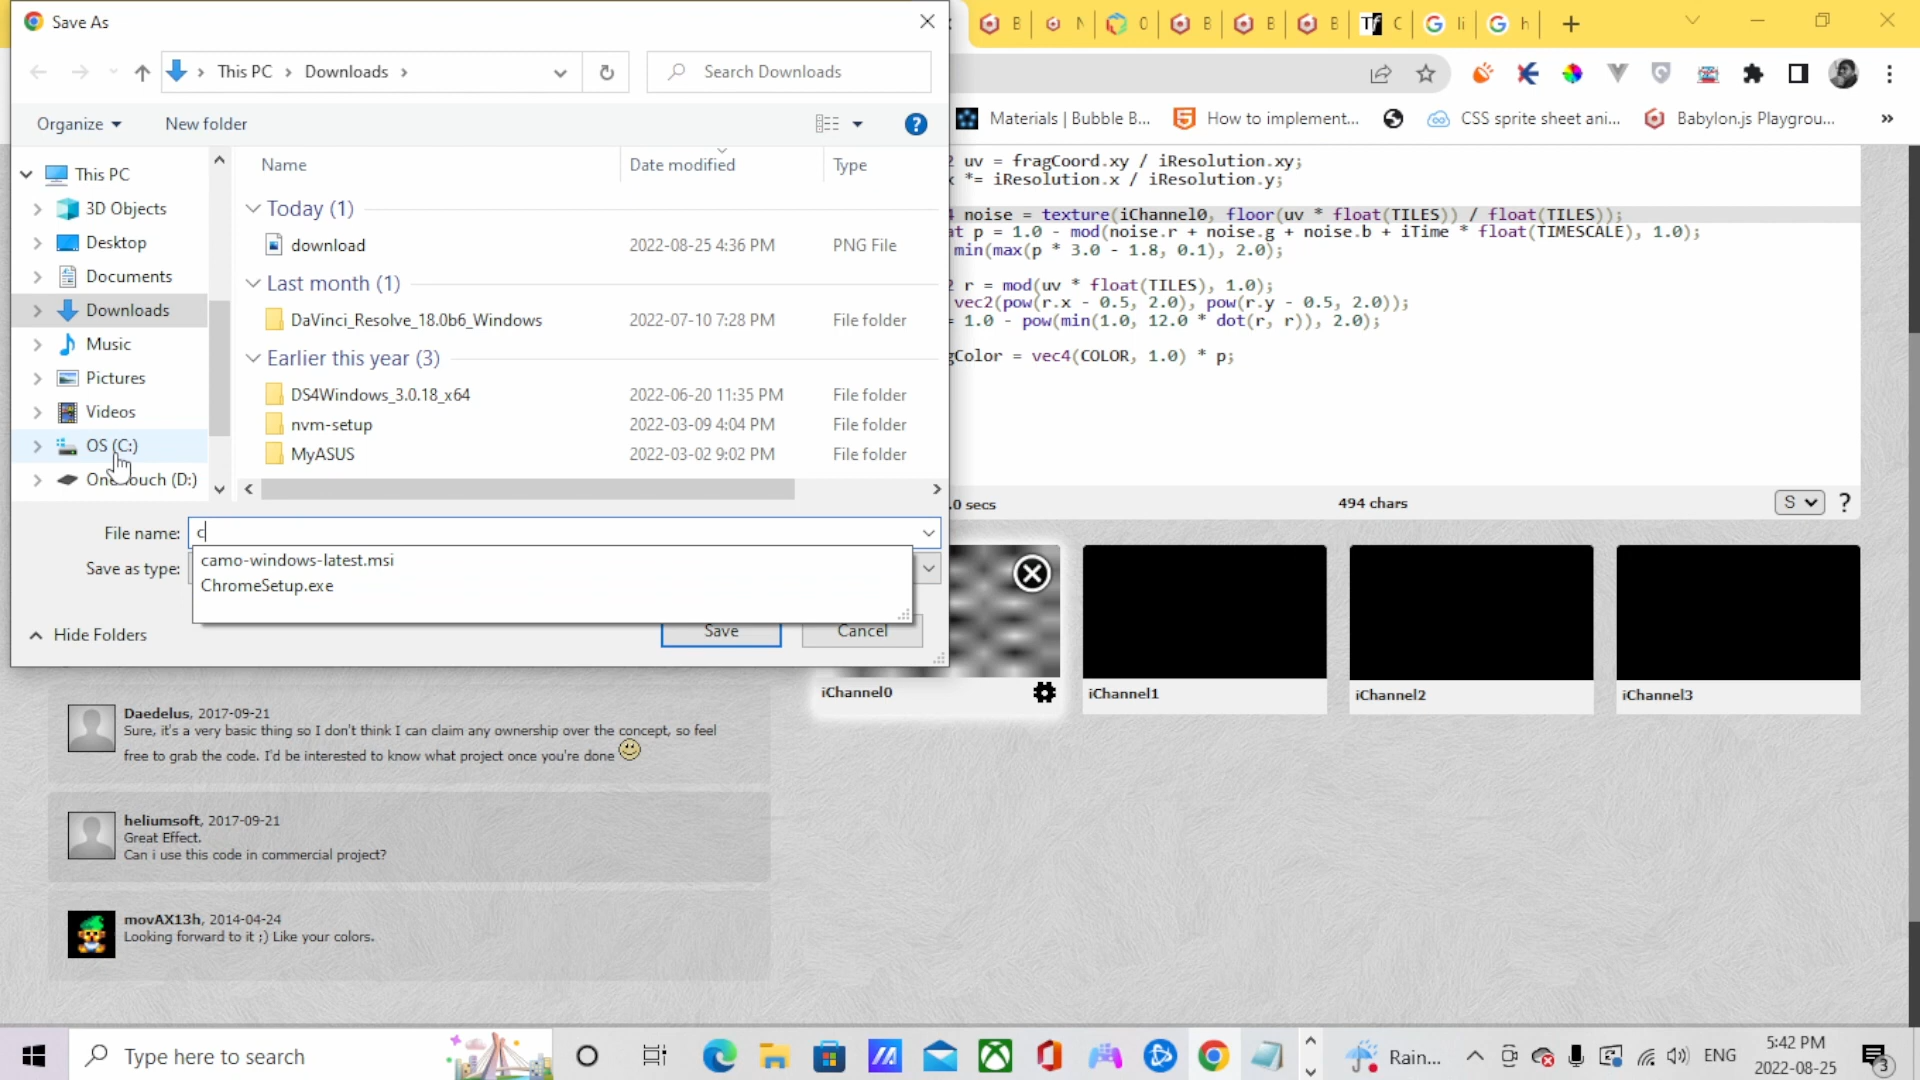 Save As
This PC
Downloads
Search Downloads
Organize
New folder
This PC
3D Objects
Desktop
Documents
Downloads
Music
Pictures
Videos
OS (C:)
Name
Date modified
Type
Today (1)
download 2022-08-25 4:36 PM PNG File
Last month (1)
DaVinci_Resolve_18.0b6_Windows 2022-07-10 7:28 PM File folder
Earlier this year (3)
DS4Windows_3.0.18_x64 2022-06-20 11:35 PM File folder
nvm-setup 2022-03-09 4:04 PM File folder
MyASUS 2022-03-02 9:02 PM File folder
File name: c
camo-windows-latest.msi
ChromeSetup.exe
Save as type:
Hide Folders
Save
Cancel
Materials | Bubble B...
How to implement...
CSS sprite sheet ani...
Babylon.js Playgrou...
»
uv = fragCoord.xy / iResolution.xy;
*= iResolution.x / iResolution.y;
noise = texture(iChannel0, floor(uv * float(TILES)) / float(TILES));
p = 1.0 - mod(noise.r + noise.g + noise.b + iTime * float(TIMESCALE), 1.0);
min(max(p * 3.0 - 1.8, 0.1), 2.0);
r = mod(uv * float(TILES), 1.0);
vec2(pow(r.x - 0.5, 2.0), pow(r.y - 0.5, 2.0));
= 1.0 - pow(min(1.0, 12.0 * dot(r, r)), 2.0);
gColor = vec4(COLOR, 1.0) * p;
.0 secs
494 chars
S
?
iChannel0
iChannel1
iChannel2
iChannel3
Daedelus, 2017-09-21
Sure, it's a very basic thing so I don't think I can claim any ownership over the concept, so feel
free to grab the code. I'd be interested to know what project once you're done
heliumsoft, 2017-09-21
Great Effect.
Can i use this code in commercial project?
movAX13h, 2014-04-24
Looking forward to it ;) Like your colors.
Type here to search
Rain...
ENG
5:42 PM
2022-08-25
3